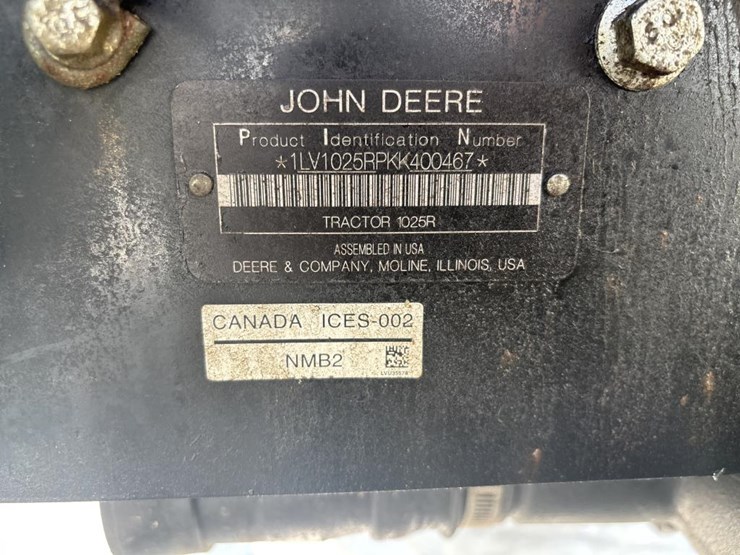 JOHN DEERE
Product Identification Number
*1LV1025RPKK400467*
TRACTOR 1025R
ASSEMBLED IN USA
DEERE & COMPANY, MOLINE, ILLINOIS, USA
CANADA ICES-002
NMB2